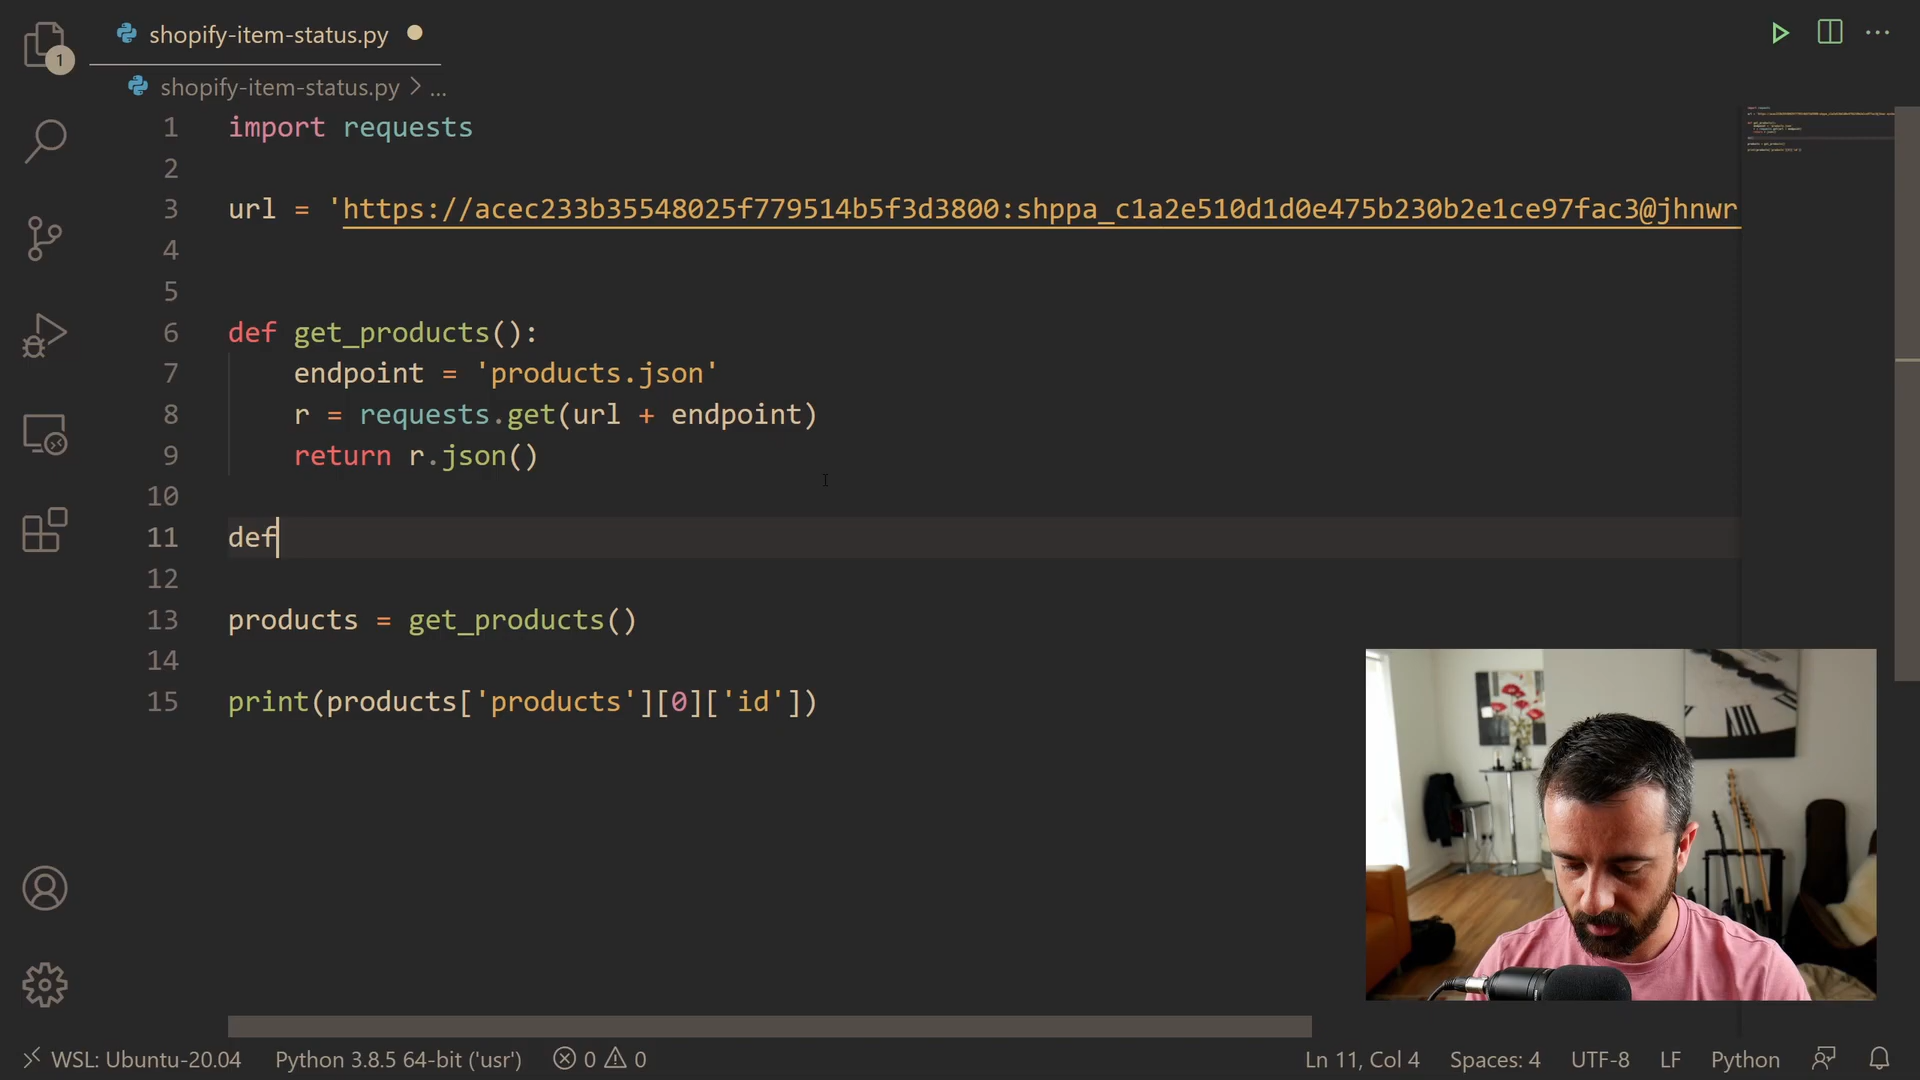 shopify-item-status.py
1
shopify-item-status.py > ...
1 import requests
2
3 url = 'https://acec233b35548025f779514b5f3d3800: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@jhnwr
4
5
6 def get_products():
7 endpoint = 'products.json'
8 r = requests.get(url + endpoint)
9 return r.json()
10
11 def
12
13 products = get_products()
14
15 print(products['products'][0]['id'])
WSL: Ubuntu-20.04 Python 3.8.5 64-bit ('usr') 0 0 Ln 11, Col 4 Spaces: 4 UTF-8 LF Python